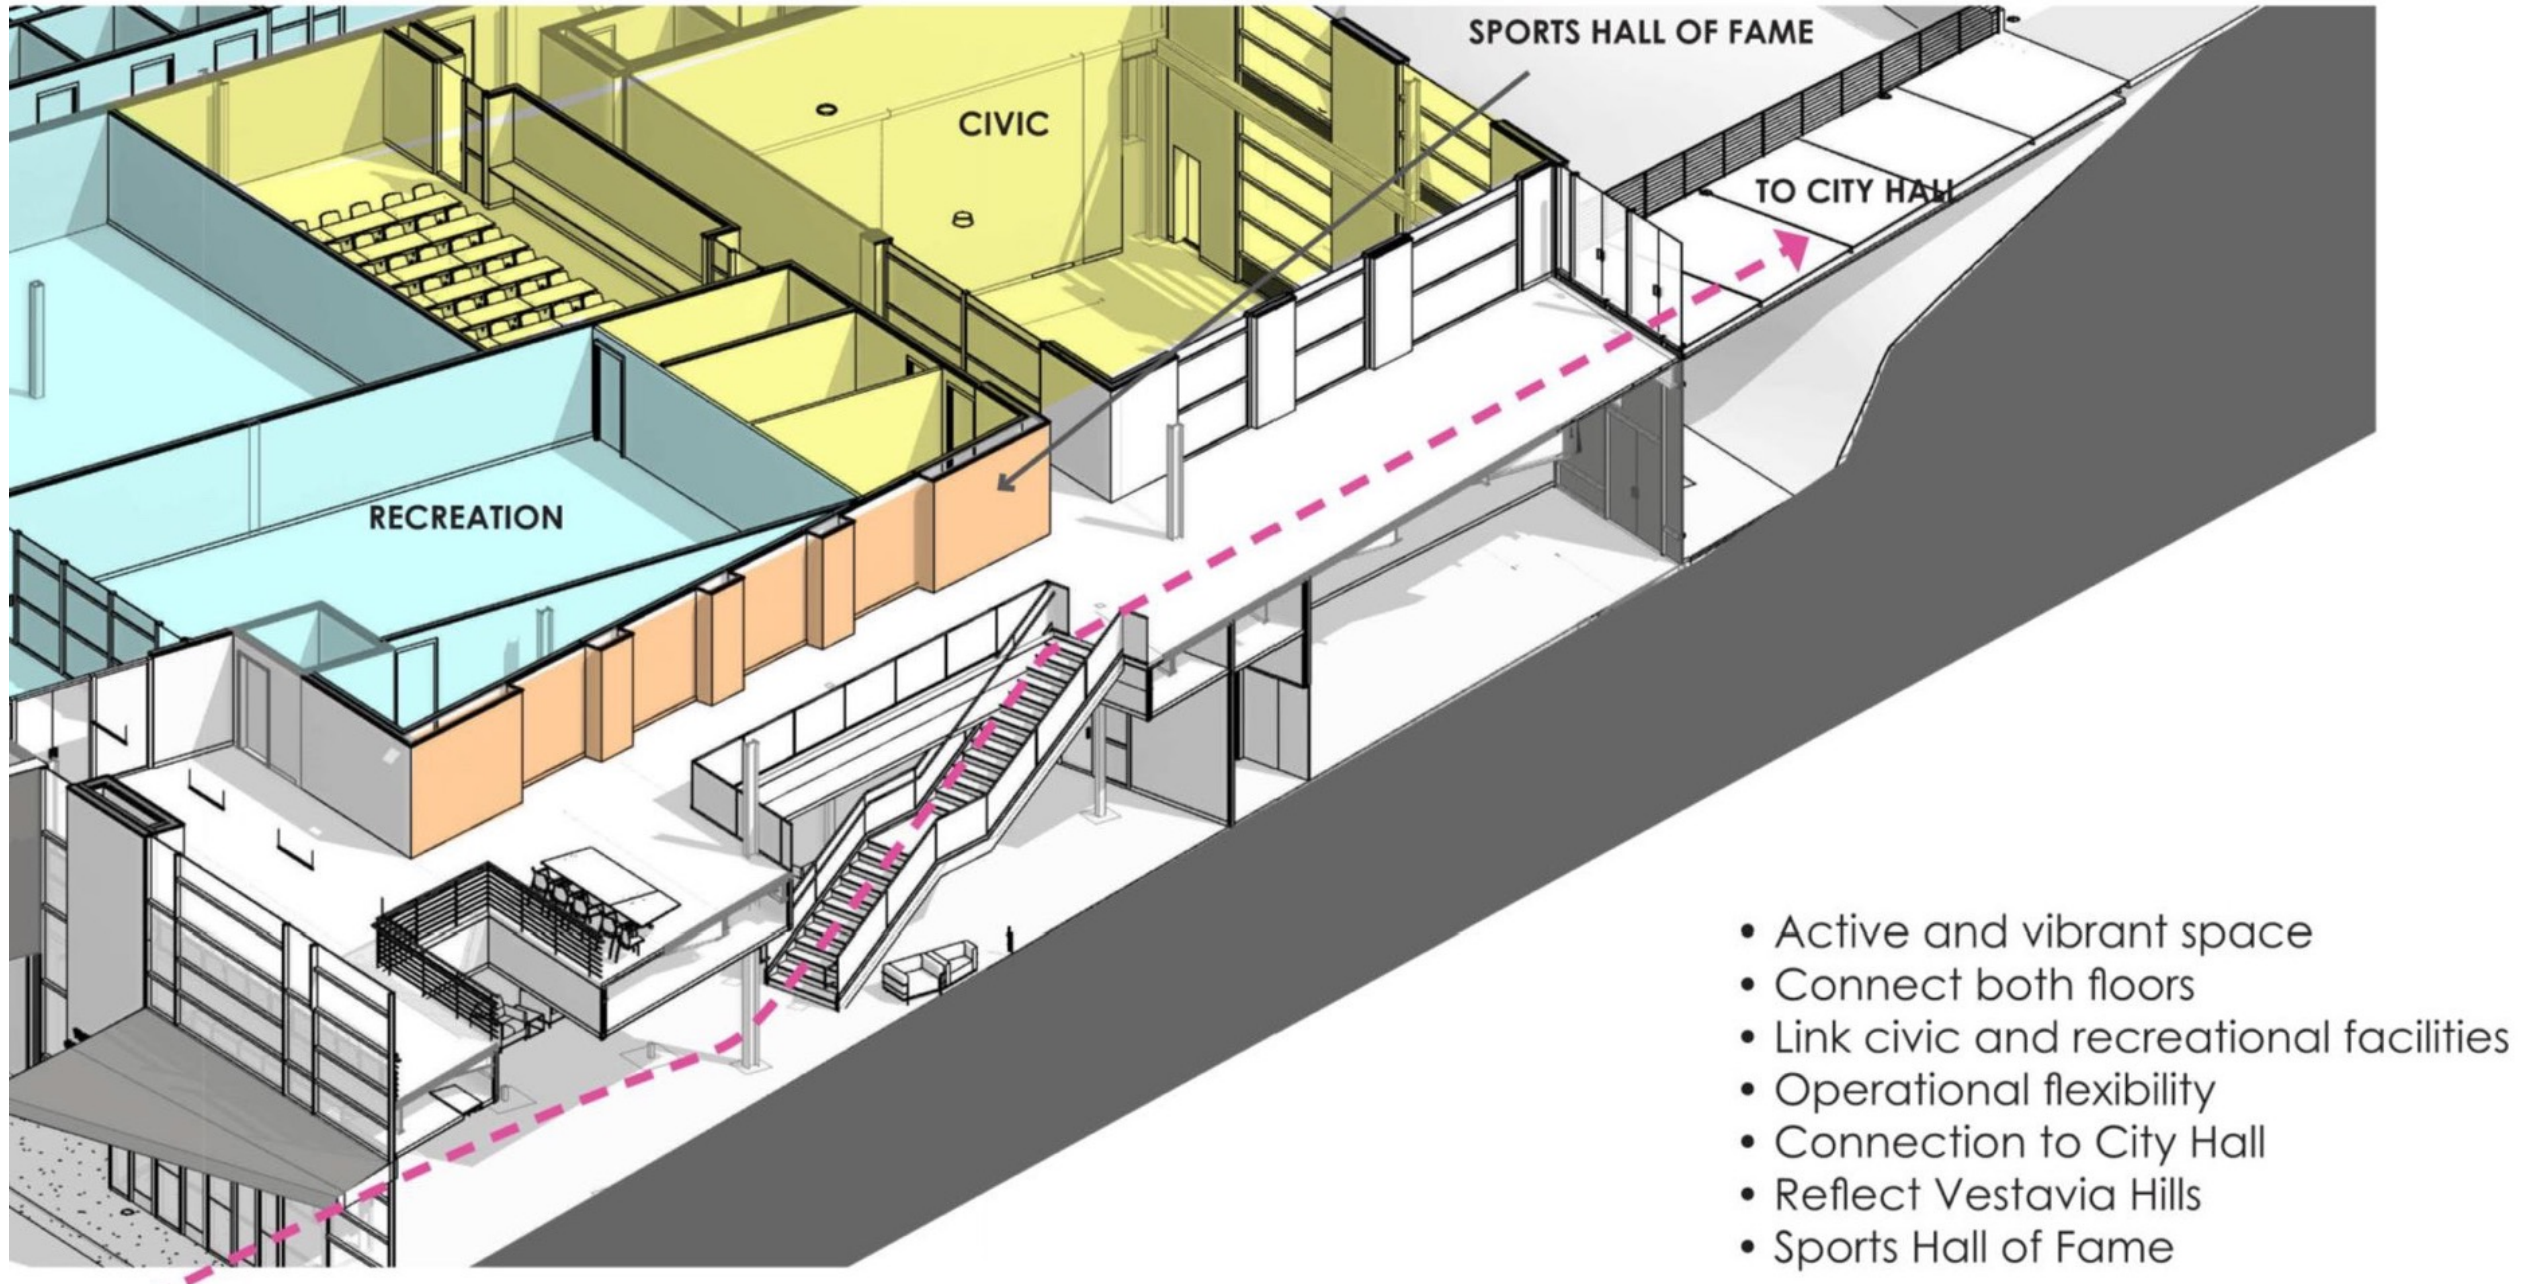 SPORTS HALL OF FAME
CIVIC
TO CITY HALL
RECREATION
• Active and vibrant space
• Connect both floors
• Link civic and recreational facilities
• Operational flexibility
• Connection to City Hall
• Reflect Vestavia Hills
• Sports Hall of Fame